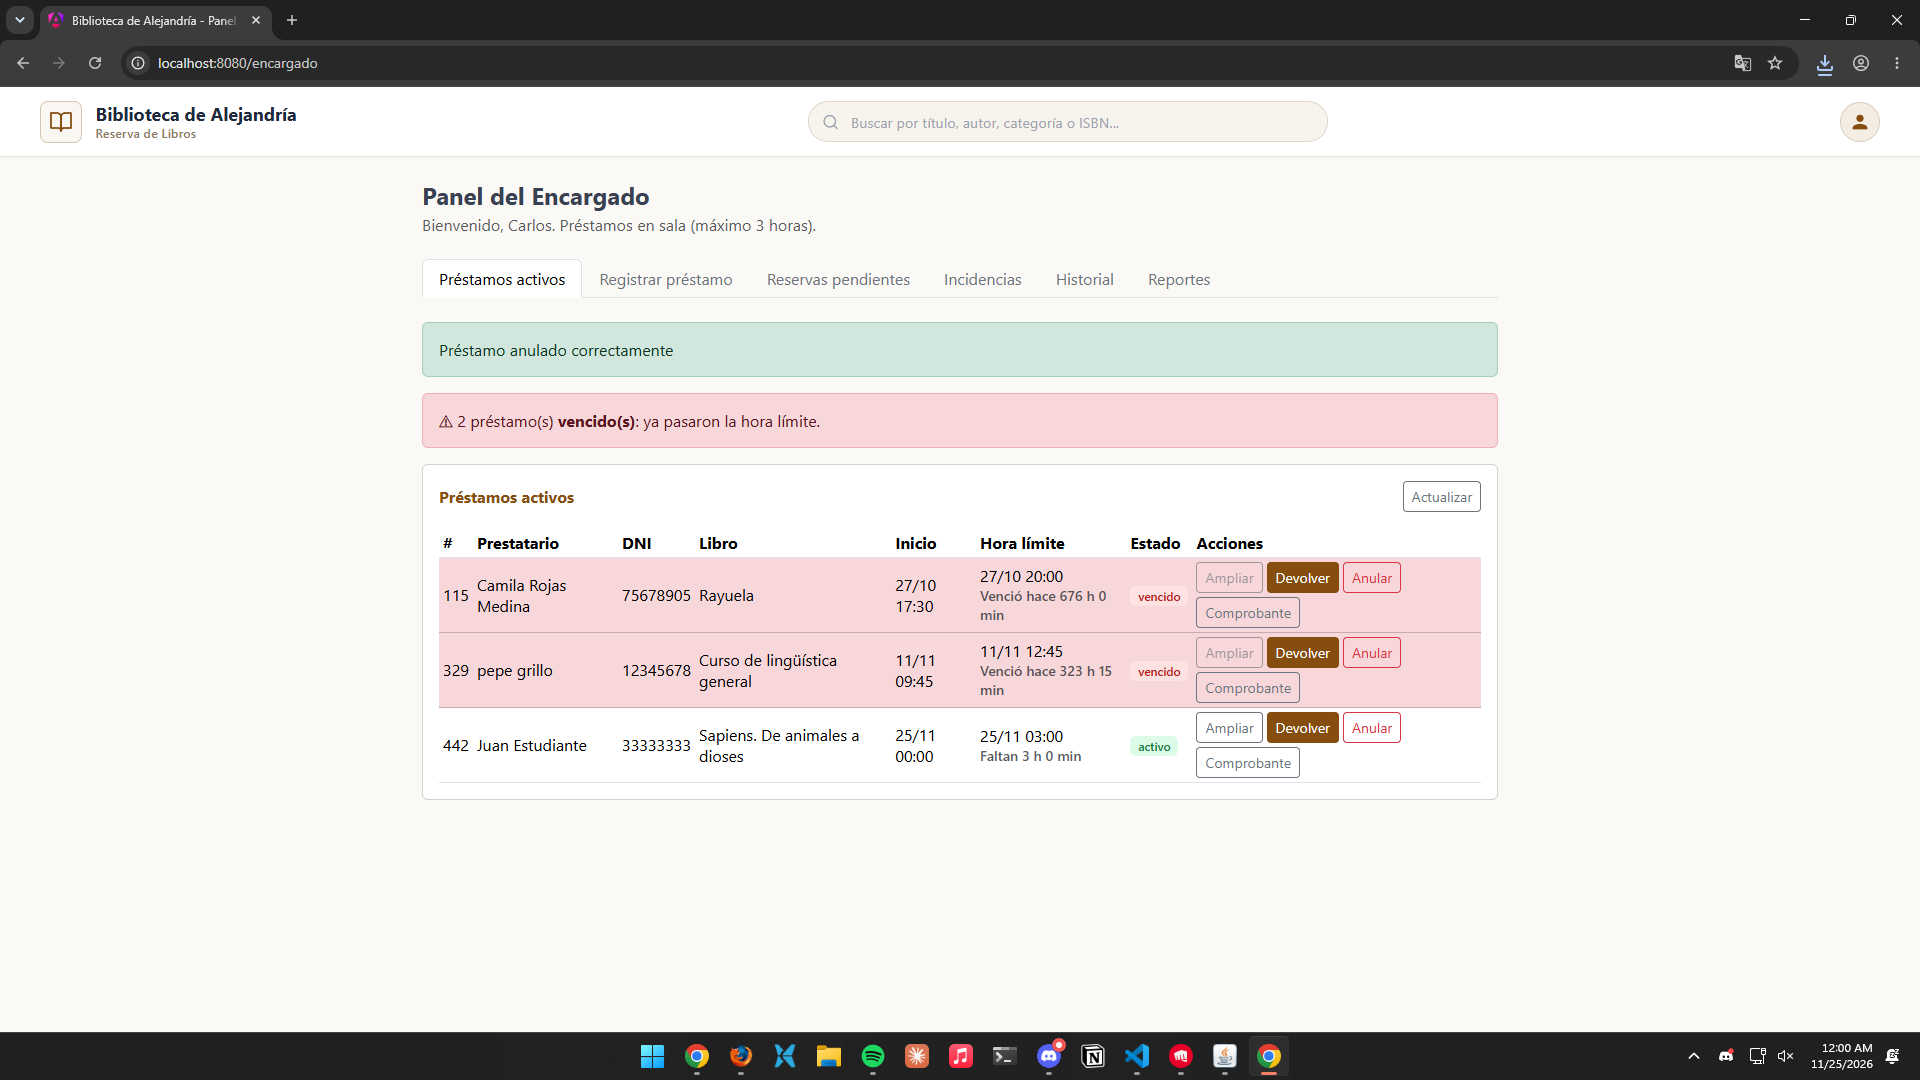 Biblioteca de Alejandría - Panel
localhost:8080/encargado
Biblioteca de Alejandría
Reserva de Libros
Buscar por título, autor, categoría o ISBN...
Panel del Encargado
Bienvenido, Carlos. Préstamos en sala (máximo 3 horas).
Préstamos activos Registrar préstamo Reservas pendientes Incidencias Historial Reportes
Préstamo anulado correctamente
⚠ 2 préstamo(s) vencido(s): ya pasaron la hora límite.
Préstamos activos Actualizar
# Prestatario DNI Libro Inicio Hora límite Estado Acciones
115 Camila Rojas Medina 75678905 Rayuela 27/10 17:30 27/10 20:00 Venció hace 676 h 0 min vencido Ampliar Devolver Anular Comprobante
329 pepe grillo 12345678 Curso de lingüística general 11/11 09:45 11/11 12:45 Venció hace 323 h 15 min vencido Ampliar Devolver Anular Comprobante
442 Juan Estudiante 33333333 Sapiens. De animales a dioses 25/11 00:00 25/11 03:00 Faltan 3 h 0 min activo Ampliar Devolver Anular Comprobante
12:00 AM
11/25/2026